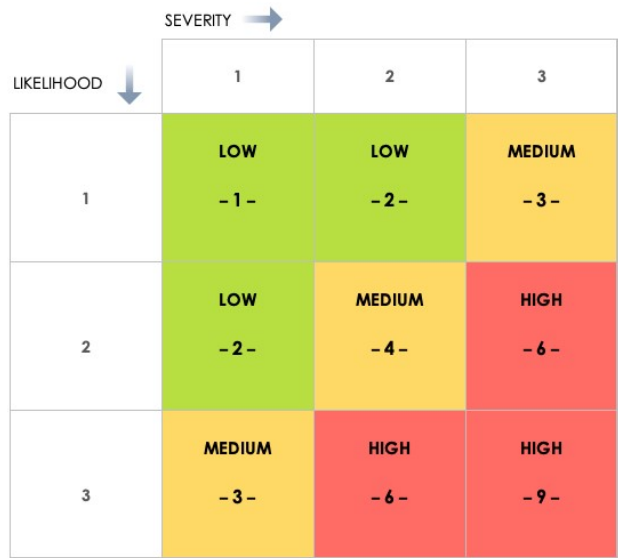 SEVERITY
LIKELIHOOD
1 2 3
LOW LOW MEDIUM
1 – 1 – – 2 – – 3 –
LOW MEDIUM HIGH
2 – 2 – – 4 – – 6 –
MEDIUM HIGH HIGH
3 – 3 – – 6 – – 9 –